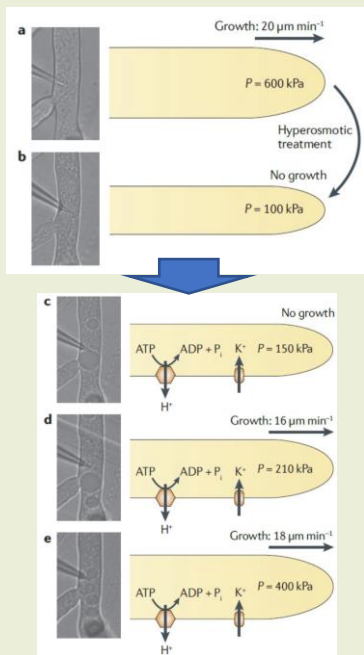 Growth: 20 µm min⁻¹
a
P = 600 kPa
Hyperosmotic
treatment
b
No growth
P = 100 kPa
c
No growth
ATP ADP + Pᵢ K⁺ P = 150 kPa
H⁺
d
Growth: 16 µm min⁻¹
ATP ADP + Pᵢ K⁺ P = 210 kPa
H⁺
e
Growth: 18 µm min⁻¹
ATP ADP + Pᵢ K⁺ P = 400 kPa
H⁺